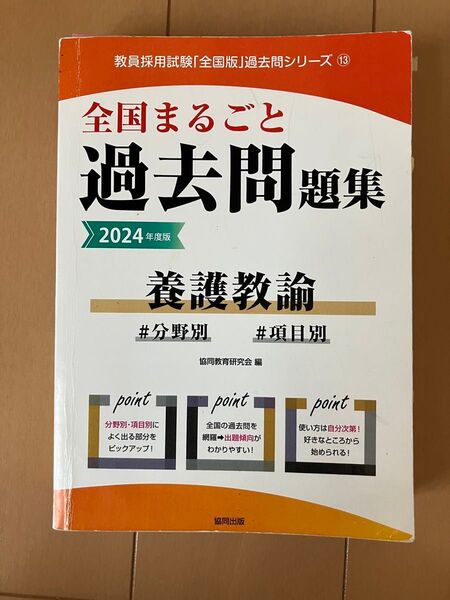 教員採用試験「全国版」過去問シリーズ⑬
全国まるごと
過去問題集
2024年度版
養護教諭
#分野別 #項目別
協同教育研究会 編
point
分野別・項目別に
よく出る部分を
ピックアップ！
point
全国の過去問を
網羅➡出題傾向が
わかりやすい！
point
使い方は自分次第！
好きなところから
始められる！
協同出版